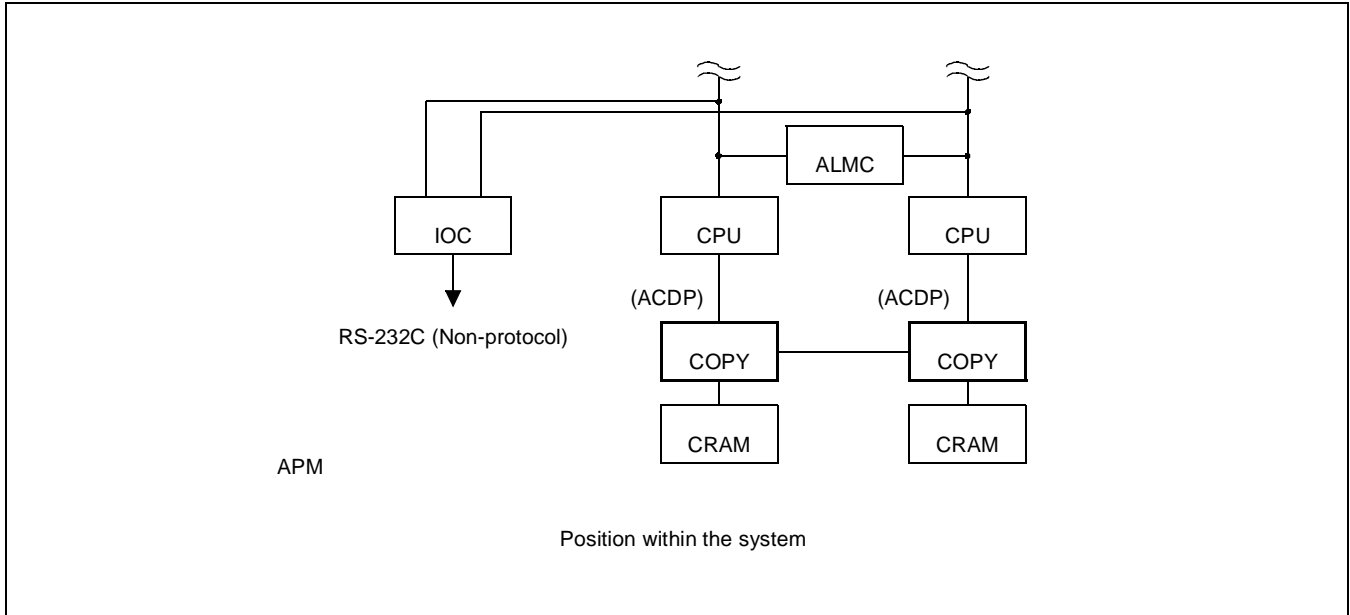 ALMC
IOC
CPU
CPU
(ACDP)
(ACDP)
RS-232C (Non-protocol)
COPY
COPY
CRAM
CRAM
APM
Position within the system